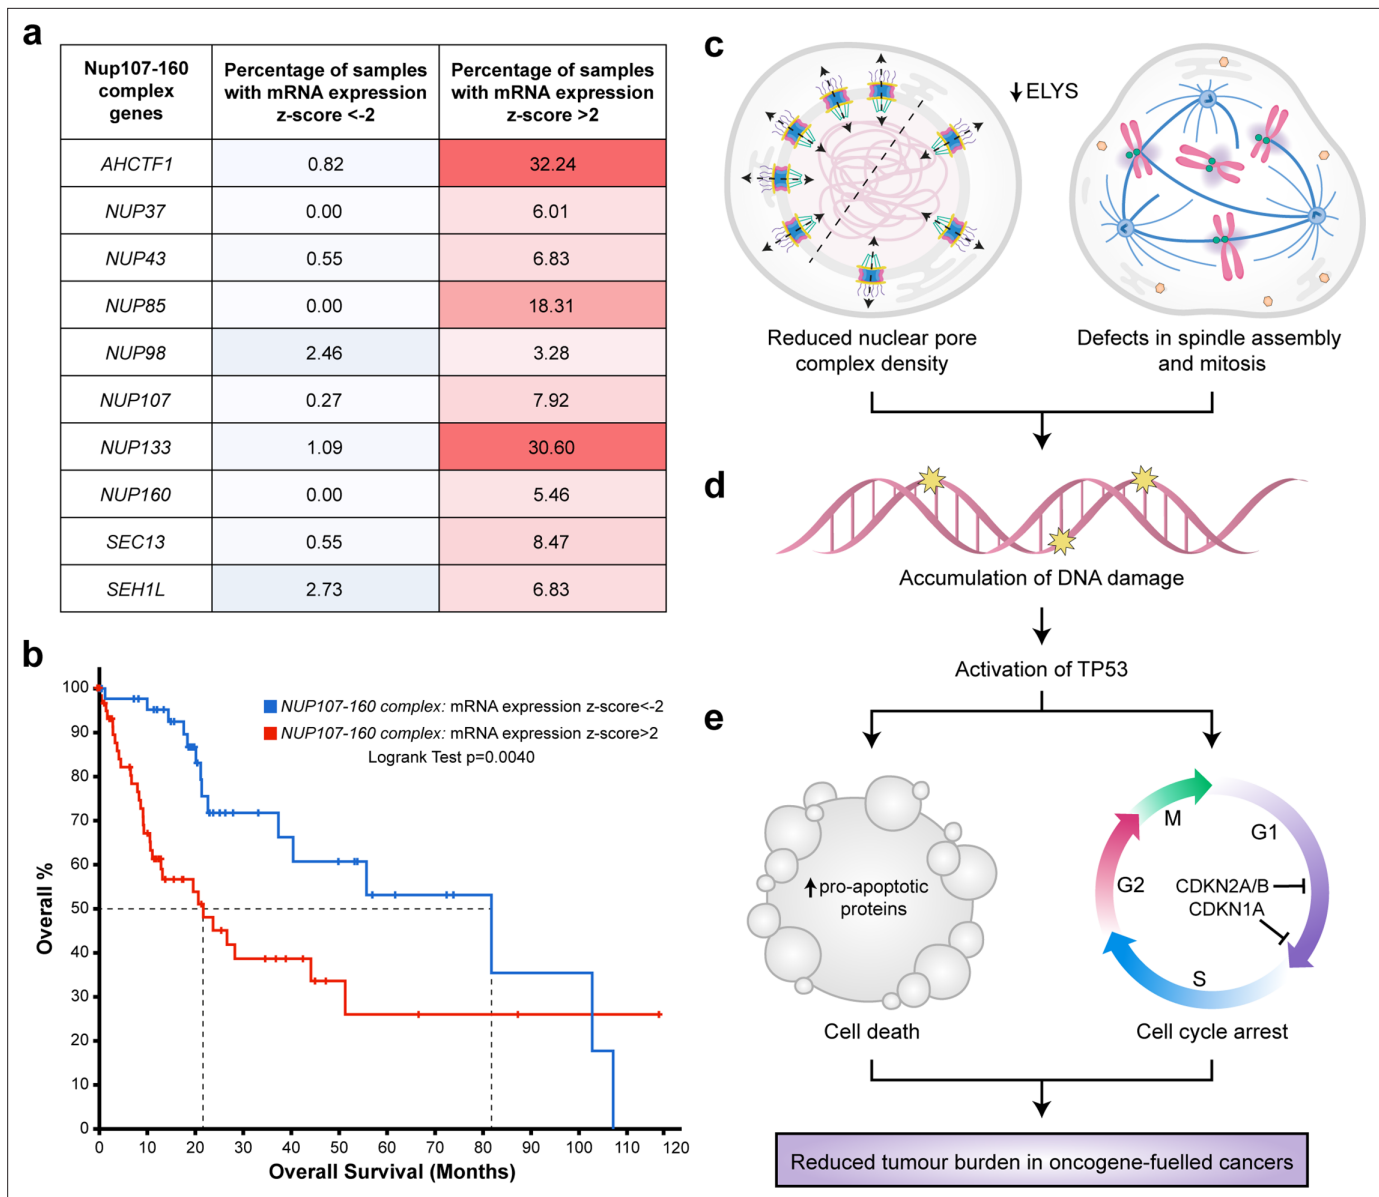 a
Nup107-160 complex genes | Percentage of samples with mRNA expression z-score <-2 | Percentage of samples with mRNA expression z-score >2
AHCTF1 | 0.82 | 32.24
NUP37 | 0.00 | 6.01
NUP43 | 0.55 | 6.83
NUP85 | 0.00 | 18.31
NUP98 | 2.46 | 3.28
NUP107 | 0.27 | 7.92
NUP133 | 1.09 | 30.60
NUP160 | 0.00 | 5.46
SEC13 | 0.55 | 8.47
SEH1L | 2.73 | 6.83
b
NUP107-160 complex: mRNA expression z-score<-2
NUP107-160 complex: mRNA expression z-score>2
Logrank Test p=0.0040
Overall %
100
90
80
70
60
50
40
30
20
10
0
0 10 20 30 40 50 60 70 80 90 100 110 120
Overall Survival (Months)
c
↓ELYS
Reduced nuclear pore
complex density
Defects in spindle assembly
and mitosis
d
Accumulation of DNA damage
Activation of TP53
e
↑pro-apoptotic
proteins
Cell death
M
G1
G2
S
CDKN2A/B
CDKN1A
Cell cycle arrest
Reduced tumour burden in oncogene-fuelled cancers